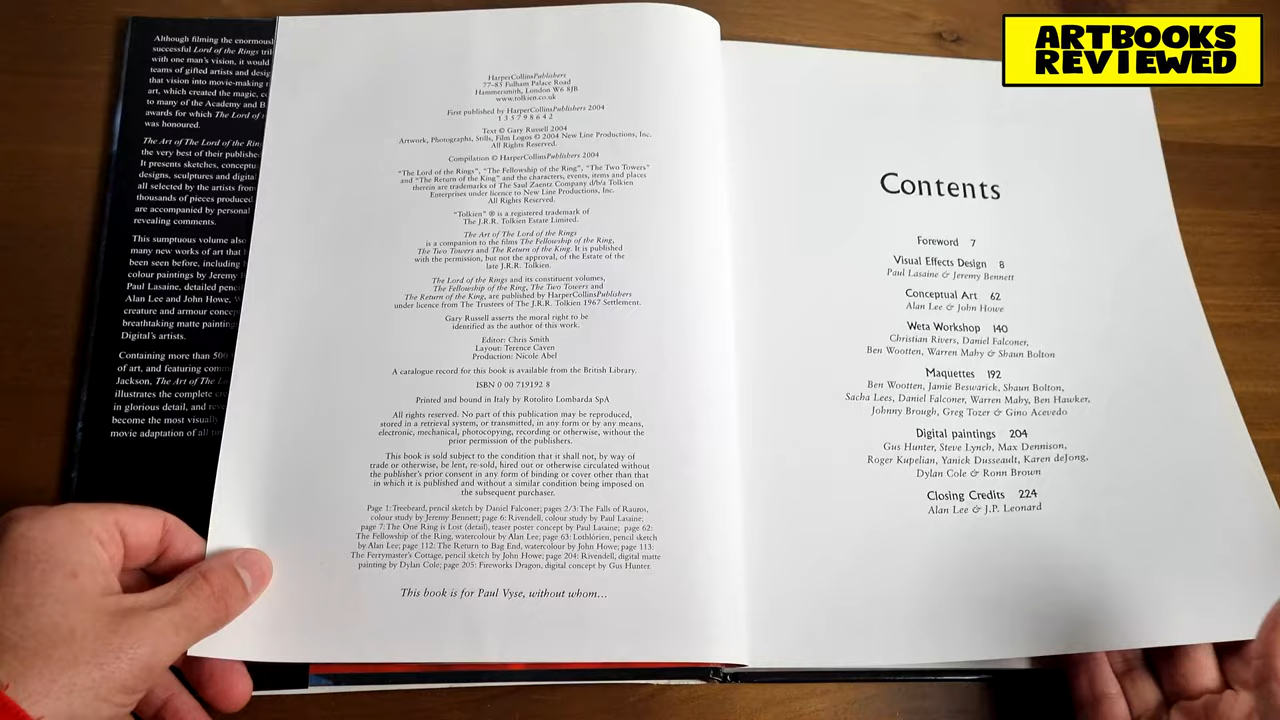 Although filming the enormous
successful Lord of the Rings
with one man's vision, it would
teams of gifted artists and
that vision into movie-making
art, which created the magic,
to many of the Academy and
awards for which The Lord of
was honoured.
The Art of The Lord of the
the very best of their
It presents sketches,
designs, sculptures and digital
all selected by the artists from
thousands of pieces produced
are accompanied by personal
revealing comments.
This sumptuous volume also
many new works of art that
been seen before, including
colour paintings by Jeremy
Paul Lasaine, detailed
Alan Lee and John Howe,
creature and armour
breathtaking matte
Digital's artists.
Containing more than 500
of art, and featuring
Jackson, The Art of The
illustrates the complete
in glorious detail, and
become the most visually
movie adaptation of all
HarperCollinsPublishers
77–85 Fulham Palace Road
Hammersmith, London W6 8JB
www.tolkien.co.uk
First published by HarperCollinsPublishers 2004
1 3 5 7 9 8 6 4 2
Text © Gary Russell 2004
Artwork, Photographs, Stills, Film Logos © 2004 New Line Productions, Inc.
All Rights Reserved.
Compilation © HarperCollinsPublishers 2004
"The Lord of the Rings", "The Fellowship of the Ring", "The Two Towers"
and "The Return of the King" and the characters, events, items and places
therein are trademarks of The Saul Zaentz Company d/b/a Tolkien
Enterprises under licence to New Line Productions, Inc.
All Rights Reserved.
"Tolkien" ® is a registered trademark of
The J.R.R. Tolkien Estate Limited.
The Art of The Lord of the Rings
is a companion to the films The Fellowship of the Ring,
The Two Towers and The Return of the King. It is published
with the permission, but not the approval, of the Estate of the
late J.R.R. Tolkien.
The Lord of the Rings and its constituent volumes,
The Fellowship of the Ring, The Two Towers and
The Return of the King, are published by HarperCollinsPublishers
under licence from The Trustees of The J.R.R. Tolkien 1967 Settlement.
Gary Russell asserts the moral right to be
identified as the author of this work.
Editor: Chris Smith
Layout: Terence Caven
Production: Nicole Abel
A catalogue record for this book is available from the British Library.
ISBN 0 00 719192 8
Printed and bound in Italy by Rotolito Lombarda SpA
All rights reserved. No part of this publication may be reproduced,
stored in a retrieval system, or transmitted, in any form or by any means,
electronic, mechanical, photocopying, recording or otherwise, without the
prior permission of the publishers.
This book is sold subject to the condition that it shall not, by way of
trade or otherwise, be lent, re-sold, hired out or otherwise circulated without
the publisher's prior consent in any form of binding or cover other than that
in which it is published and without a similar condition being imposed on
the subsequent purchaser.
Page 1: Treebeard, pencil sketch by Daniel Falconer; pages 2/3: The Falls of Rauros,
colour study by Jeremy Bennett; page 6: Rivendell, colour study by Paul Lasaine;
page 7: The One Ring is Lost (detail), teaser poster concept by Paul Lasaine; page 62:
The Fellowship of the Ring, watercolour by Alan Lee; page 63: Lothlórien, pencil sketch
by Alan Lee; page 112: The Return to Bag End, watercolour by John Howe; page 113:
The Ferrymaster's Cottage, pencil sketch by John Howe; page 204: Rivendell, digital matte
painting by Dylan Cole; page 205: Fireworks Dragon, digital concept by Gus Hunter.
This book is for Paul Vyse, without whom...
ARTBOOKS
REVIEWED
Contents
Foreword 7
Visual Effects Design 8
Paul Lasaine & Jeremy Bennett
Conceptual Art 62
Alan Lee & John Howe
Weta Workshop 140
Christian Rivers, Daniel Falconer,
Ben Wootten, Warren Mahy & Shaun Bolton
Maquettes 192
Ben Wootten, Jamie Beswarick, Shaun Bolton,
Sacha Lees, Daniel Falconer, Warren Mahy, Ben Hawker,
Johnny Brough, Greg Tozer & Gino Acevedo
Digital paintings 204
Gus Hunter, Steve Lynch, Max Dennison,
Roger Kupelian, Yanick Dusseault, Karen deJong,
Dylan Cole & Ronn Brown
Closing Credits 224
Alan Lee & J.P. Leonard